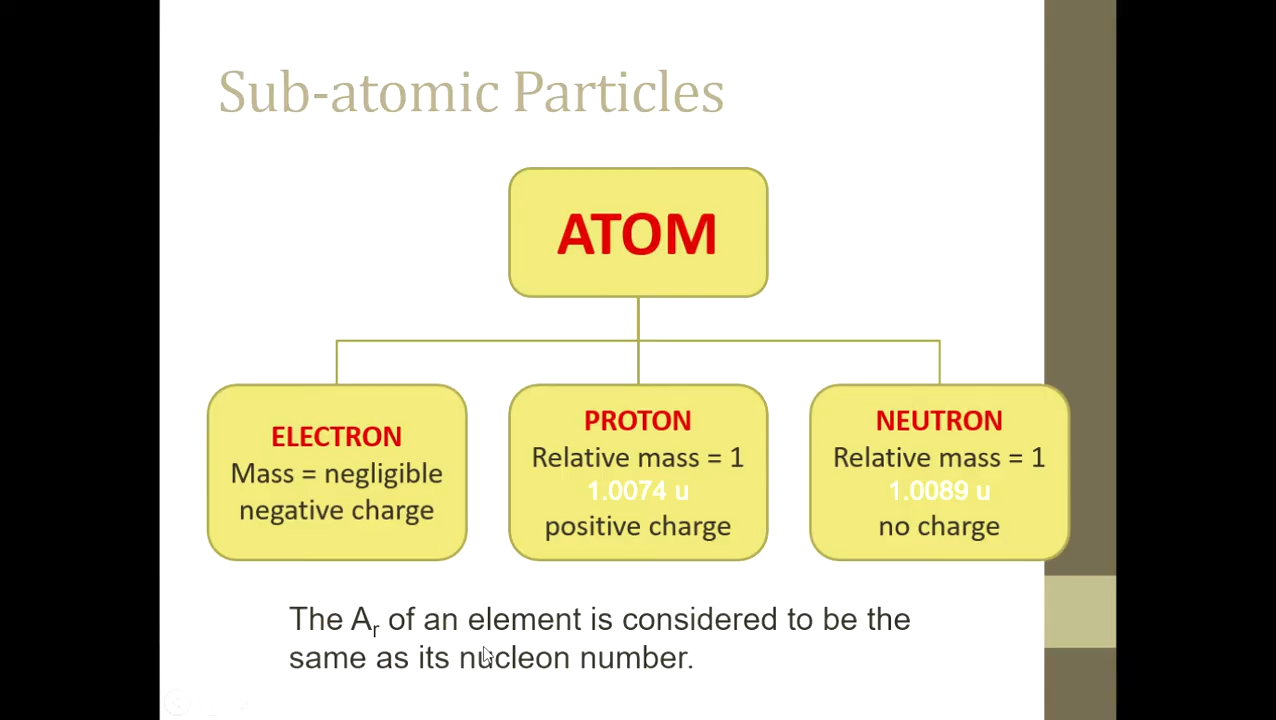 Sub-atomic Particles
ATOM
ELECTRON
Mass = negligible
negative charge
PROTON
Relative mass = 1
1.0074 u
positive charge
NEUTRON
Relative mass = 1
1.0089 u
no charge
The Ar of an element is considered to be the
same as its nucleon number.